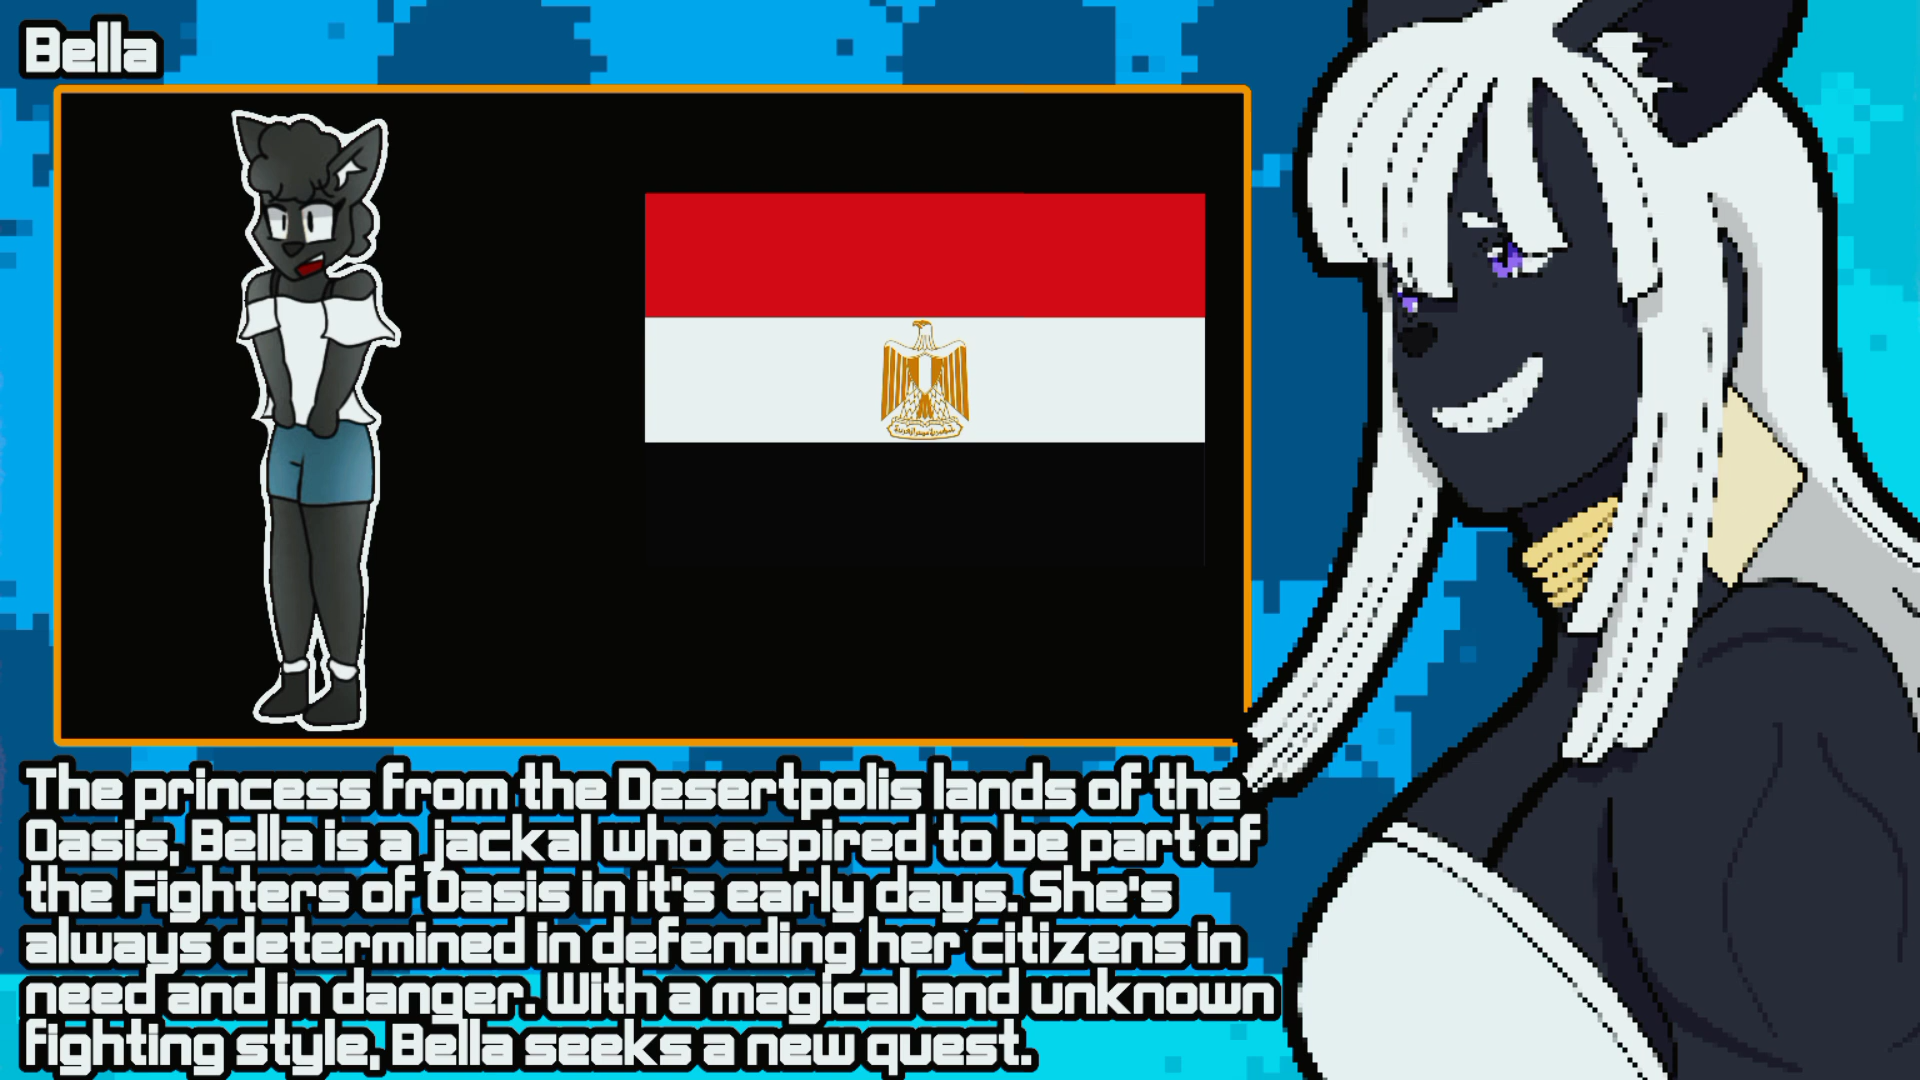 Bella
The princess from the Desertpolis lands of the
Oasis, Bella is a jackal who aspired to be part of
the Fighters of Oasis in it's early days. She's
always determined in defending her citizens in
need and in danger. With a magical and unknown
fighting style, Bella seeks a new quest.